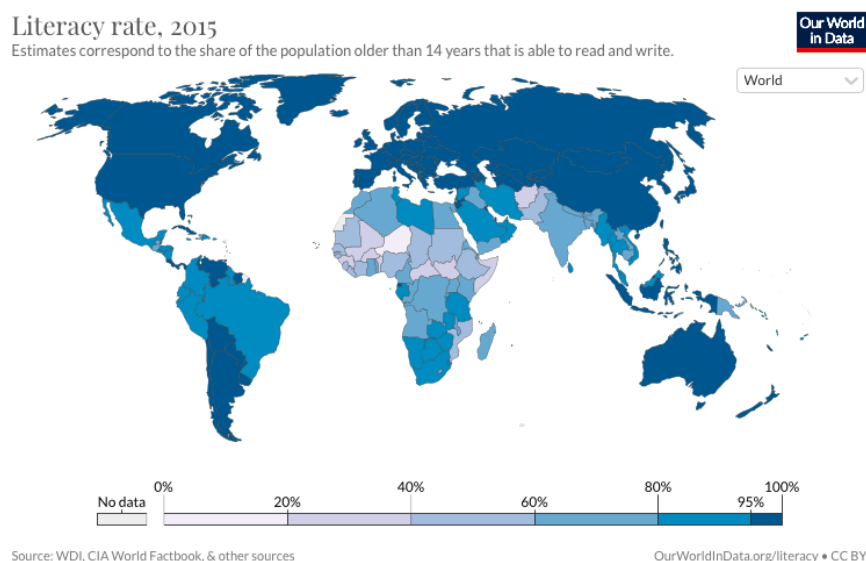 Literacy rate, 2015
Estimates correspond to the share of the population older than 14 years that is able to read and write.
Our World
in Data
World
No data
0%
20%
40%
60%
80%
95%
100%
Source: WDI, CIA World Factbook, & other sources
OurWorldInData.org/literacy • CC BY